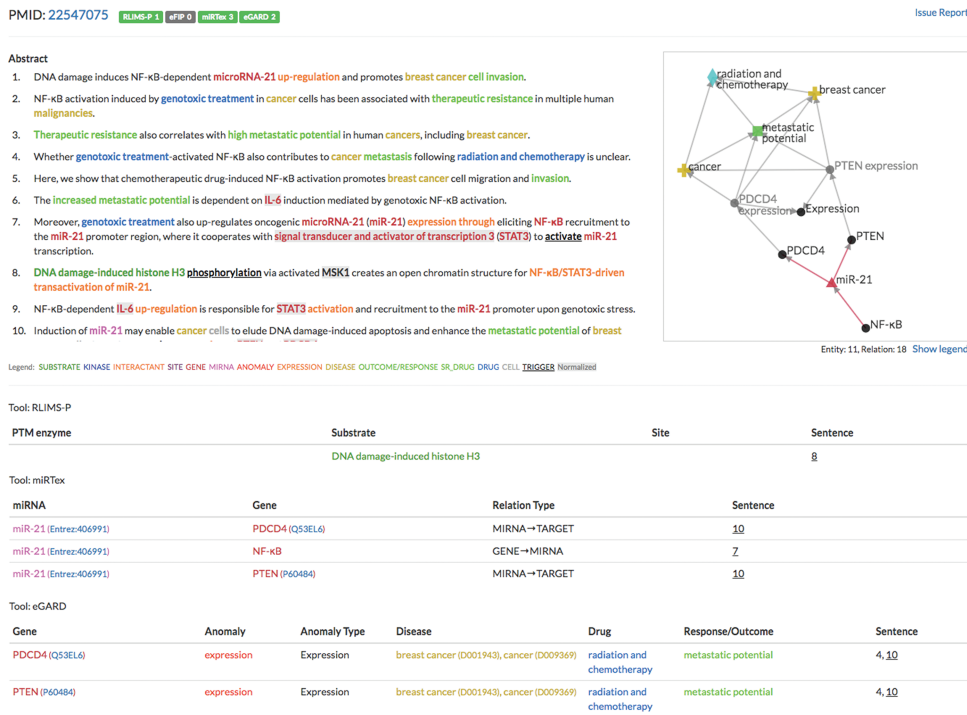 PMID: 22547075 RLIMS-P 1 eFIP 0 miRTex 3 eGARD 2
Issue Report
Abstract
1. DNA damage induces NF-κB-dependent microRNA-21 up-regulation and promotes breast cancer cell invasion.
2. NF-κB activation induced by genotoxic treatment in cancer cells has been associated with therapeutic resistance in multiple human
malignancies.
3. Therapeutic resistance also correlates with high metastatic potential in human cancers, including breast cancer.
4. Whether genotoxic treatment-activated NF-κB also contributes to cancer metastasis following radiation and chemotherapy is unclear.
5. Here, we show that chemotherapeutic drug-induced NF-κB activation promotes breast cancer cell migration and invasion.
6. The increased metastatic potential is dependent on IL-6 induction mediated by genotoxic NF-κB activation.
7. Moreover, genotoxic treatment also up-regulates oncogenic microRNA-21 (miR-21) expression through eliciting NF-κB recruitment to
the miR-21 promoter region, where it cooperates with signal transducer and activator of transcription 3 (STAT3) to activate miR-21
transcription.
8. DNA damage-induced histone H3 phosphorylation via activated MSK1 creates an open chromatin structure for NF-κB/STAT3-driven
transactivation of miR-21.
9. NF-κB-dependent IL-6 up-regulation is responsible for STAT3 activation and recruitment to the miR-21 promoter upon genotoxic stress.
10. Induction of miR-21 may enable cancer cells to elude DNA damage-induced apoptosis and enhance the metastatic potential of breast
radiation and
chemotherapy
breast cancer
metastatic
potential
cancer
PTEN expression
PDCD4
expression
Expression
PTEN
PDCD4
miR-21
NF-κB
Entity: 11, Relation: 18 Show legend
Legend: SUBSTRATE KINASE INTERACTANT SITE GENE MIRNA ANOMALY EXPRESSION DISEASE OUTCOME/RESPONSE SR_DRUG DRUG CELL TRIGGER Normalized
Tool: RLIMS-P
PTM enzyme Substrate Site Sentence
DNA damage-induced histone H3 8
Tool: miRTex
miRNA Gene Relation Type Sentence
miR-21 (Entrez:406991) PDCD4 (Q53EL6) MIRNA→TARGET 10
miR-21 (Entrez:406991) NF-κB GENE→MIRNA 7
miR-21 (Entrez:406991) PTEN (P60484) MIRNA→TARGET 10
Tool: eGARD
Gene Anomaly Anomaly Type Disease Drug Response/Outcome Sentence
PDCD4 (Q53EL6) expression Expression breast cancer (D001943), cancer (D009369) radiation and metastatic potential 4, 10
chemotherapy
PTEN (P60484) expression Expression breast cancer (D001943), cancer (D009369) radiation and metastatic potential 4, 10
chemotherapy